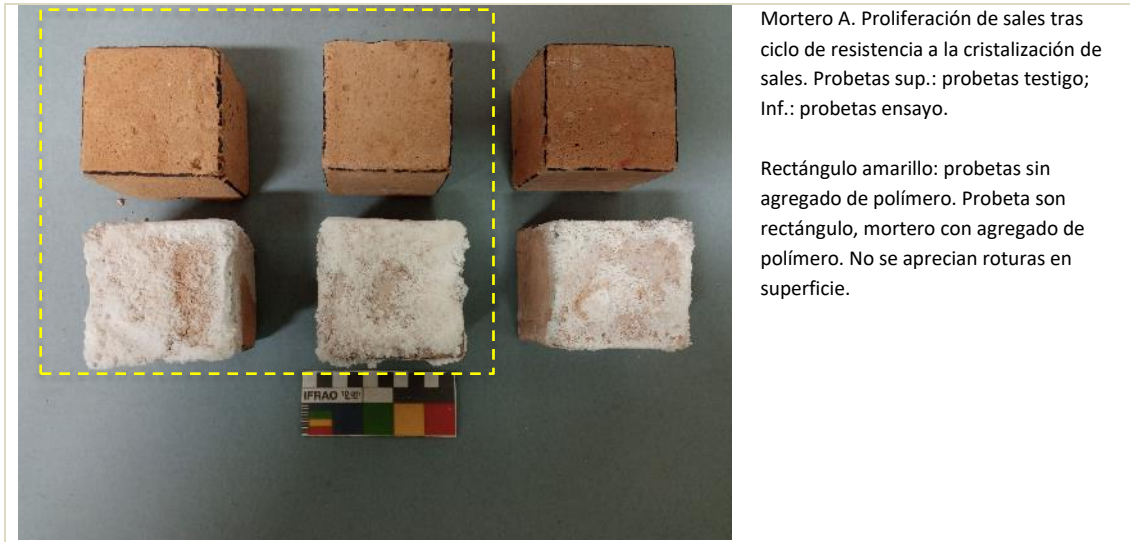 Mortero A. Proliferación de sales tras
ciclo de resistencia a la cristalización de
sales. Probetas sup.: probetas testigo;
Inf.: probetas ensayo.
Rectángulo amarillo: probetas sin
agregado de polímero. Probeta son
rectángulo, mortero con agregado de
polímero. No se aprecian roturas en
superficie.
IFRAO 10 cm